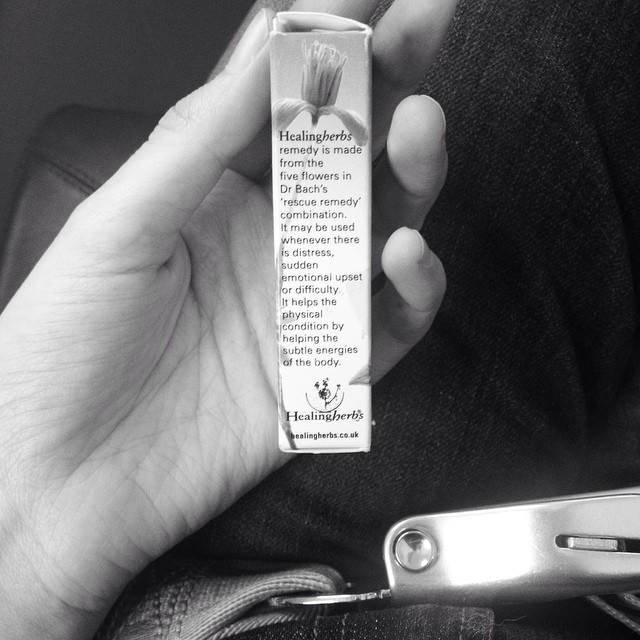 Healingherbs
remedy is made
from the
five flowers in
Dr Bach's
'rescue remedy'
combination.
It may be used
whenever there
is distress,
sudden
emotional upset
or difficulty.
It helps the
physical
condition by
helping the
subtle energies
of the body.
Healingherbs
healingherbs.co.uk